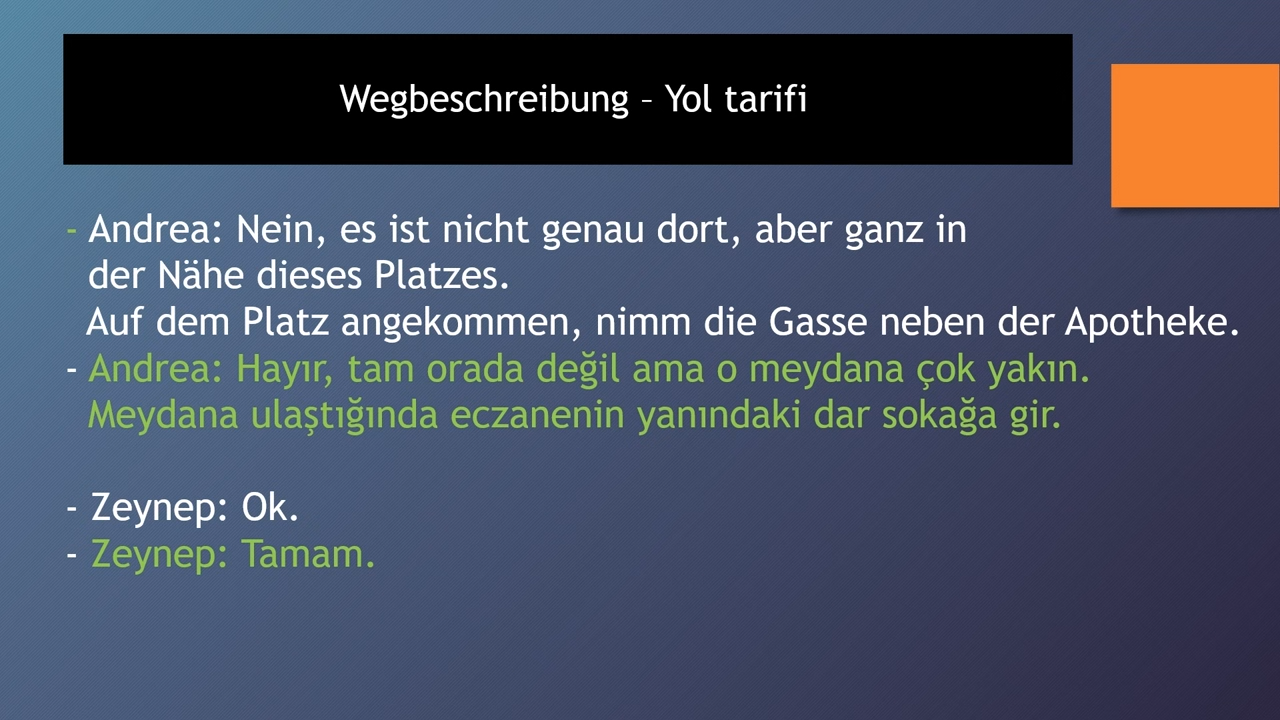 Wegbeschreibung – Yol tarifi
- Andrea: Nein, es ist nicht genau dort, aber ganz in
der Nähe dieses Platzes.
Auf dem Platz angekommen, nimm die Gasse neben der Apotheke.
- Andrea: Hayır, tam orada değil ama o meydana çok yakın.
Meydana ulaştığında eczanenin yanındaki dar sokağa gir.
- Zeynep: Ok.
- Zeynep: Tamam.